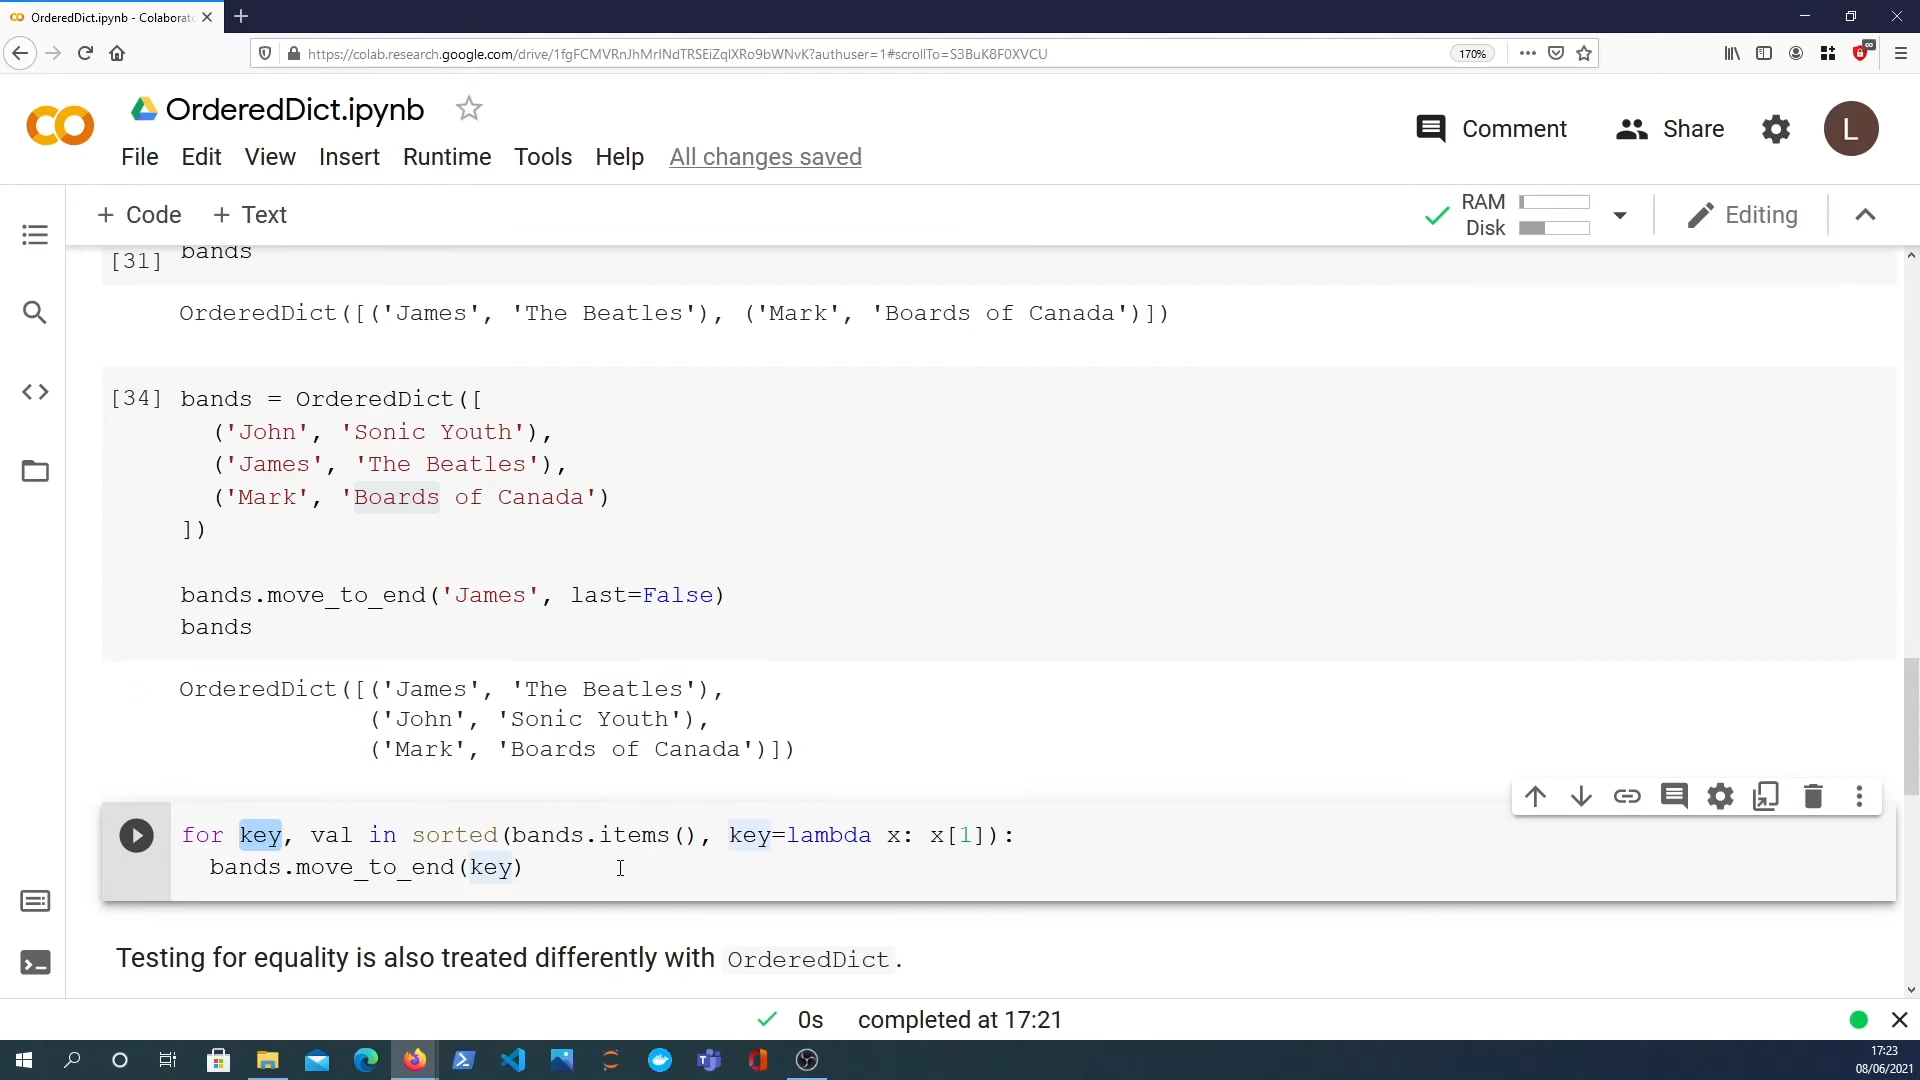 OrderedDict.ipynb - Colaborato
https://colab.research.google.com/drive/1fgFCMVRnJhMrINdTRSEiZqlXRo9bWNvK?authuser=1#scrollTo=S3BuK8F0XVCU
170%
OrderedDict.ipynb
Comment
Share
L
File Edit View Insert Runtime Tools Help All changes saved
+ Code + Text
RAM
Disk
Editing
[31] bands
OrderedDict([('James', 'The Beatles'), ('Mark', 'Boards of Canada')])
[34] bands = OrderedDict([
('John', 'Sonic Youth'),
('James', 'The Beatles'),
('Mark', 'Boards of Canada')
])
bands.move_to_end('James', last=False)
bands
OrderedDict([('James', 'The Beatles'),
('John', 'Sonic Youth'),
('Mark', 'Boards of Canada')])
for key, val in sorted(bands.items(), key=lambda x: x[1]):
bands.move_to_end(key)
Testing for equality is also treated differently with OrderedDict.
0s completed at 17:21
17:23
08/06/2021